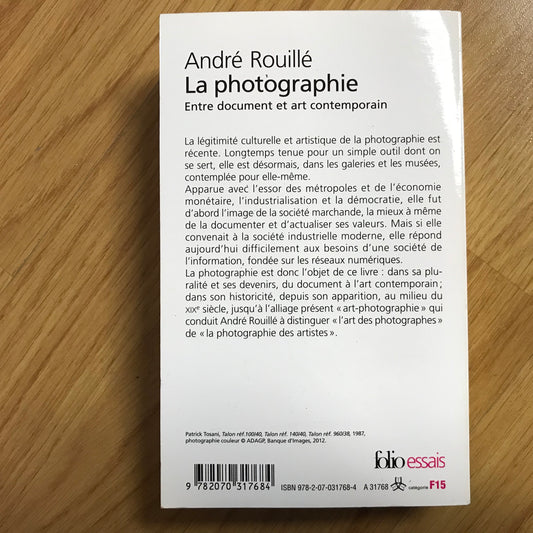 André Rouillé
La photographie
Entre document et art contemporain
La légitimité culturelle et artistique de la photographie est
récente. Longtemps tenue pour un simple outil dont on
se sert, elle est désormais, dans les galeries et les musées,
contemplée pour elle-même.
Apparue avec l'essor des métropoles et de l'économie
monétaire, l'industrialisation et la démocratie, elle fut
d'abord l'image de la société marchande, la mieux à même
de la documenter et d'actualiser ses valeurs. Mais si elle
convenait à la société industrielle moderne, elle répond
aujourd'hui difficilement aux besoins d'une société de
l'information, fondée sur les réseaux numériques.
La photographie est donc l'objet de ce livre : dans sa plu-
ralité et ses devenirs, du document à l'art contemporain ;
dans son historicité, depuis son apparition, au milieu du
XIXe siècle, jusqu'à l'alliage présent « art-photographie » qui
conduit André Rouillé à distinguer « l'art des photographes »
de « la photographie des artistes ».
Patrick Tosani, Talon réf.100/40, Talon réf. 140/40, Talon réf. 960/38, 1987,
photographie couleur © ADAGP, Banque d'Images, 2012.
folio essais
9 782070 317684
ISBN 978-2-07-031768-4 A 31768 catégorie F15